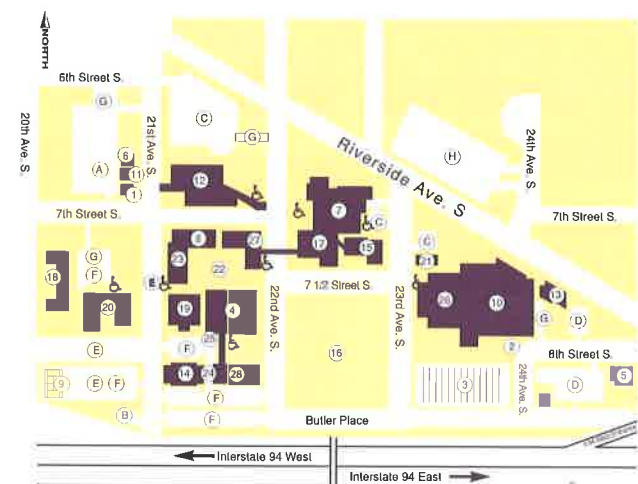 NORTH
6th Street S.
20th Ave. S.
21st Ave. S.
G
C
G
A
6
11
1
12
Riverside Ave. S
H
24th Ave. S.
7th Street S.
7th Street S.
7
C
17
15
8
27
23
22
18
G
F
20
E
19
4
25
F
14
24
28
F
F
E
9
E
F
B
22nd Ave. S.
7 1/2 Street S.
16
23rd Ave. S.
C
21
26
10
13
G
D
2
8th Street S.
3
24th Ave. S.
D
5
Butler Place
Interstate 94 West
Interstate 94 East